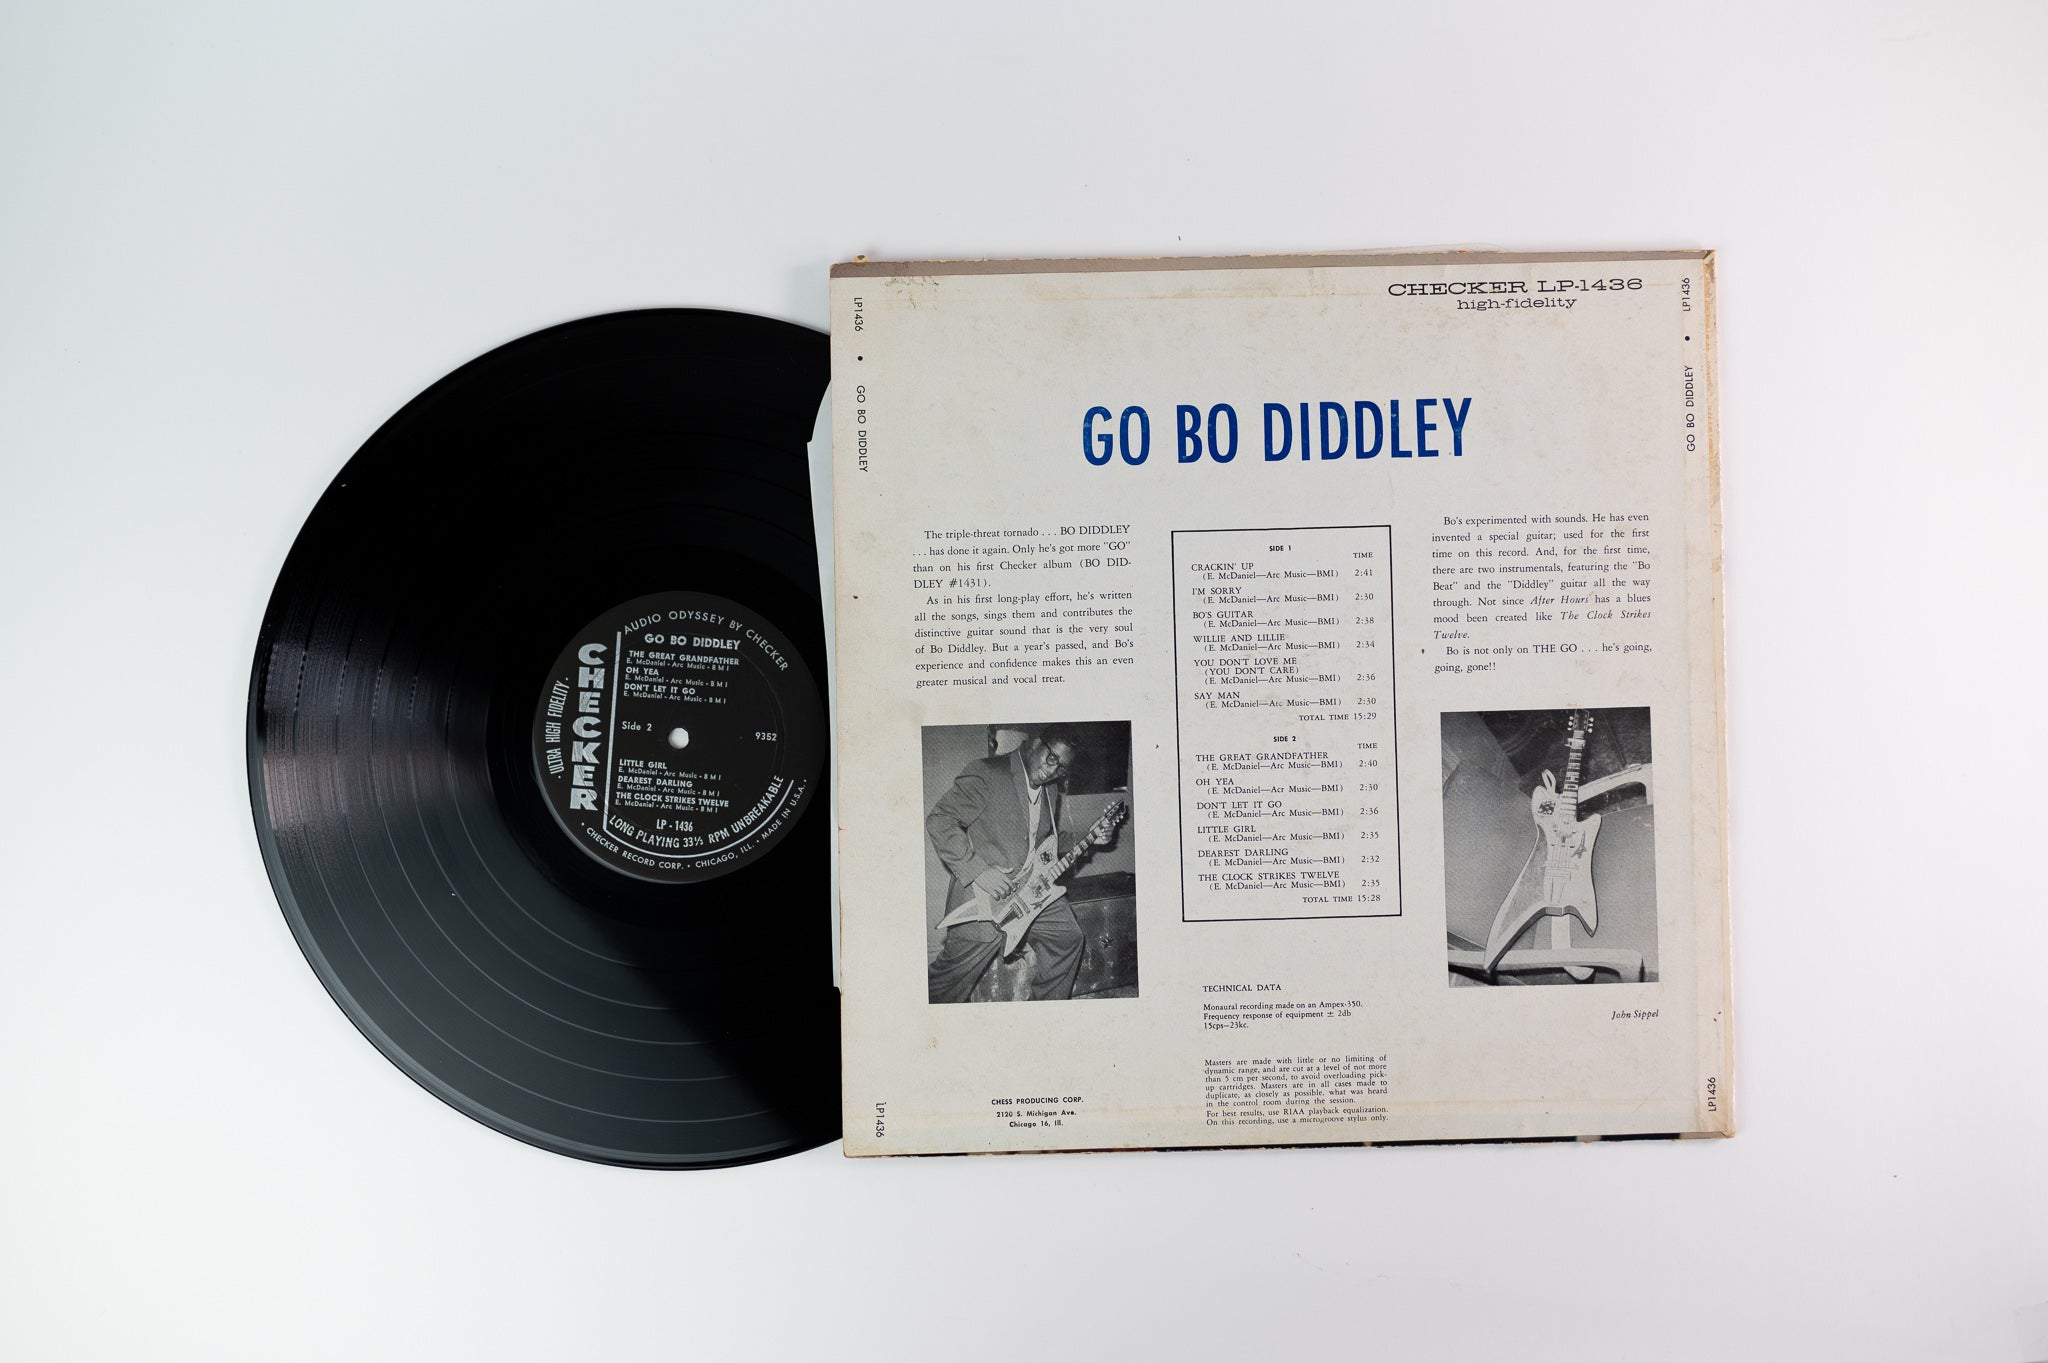 AUDIO ODYSSEY BY CHECKER
GO BO DIDDLEY
THE GREAT GRANDFATHER
E. McDaniel - Arc Music - B M I
OH YEA
E. McDaniel - Arc Music - B M I
DON'T LET IT GO
E. McDaniel - Arc Music - B M I
CHECKER
• ULTRA HIGH FIDELITY •
Side 2
9352
LITTLE GIRL
E. McDaniel - Arc Music - B M I
DEAREST DARLING
E. McDaniel - Arc Music - B M I
THE CLOCK STRIKES TWELVE
E. McDaniel - Arc Music - B M I
LP - 1436
LONG PLAYING 33⅓ RPM UNBREAKABLE
• CHECKER RECORD CORP. • CHICAGO, ILL. • MADE IN U.S.A. •
LP1436 • GO BO DIDDLEY
LP1436
CHECKER LP-1436
high-fidelity
GO BO DIDDLEY
The triple-threat tornado . . . BO DIDDLEY
. . . has done it again. Only he's got more "GO"
than on his first Checker album (BO DID-
DLEY #1431).
As in his first long-play effort, he's written
all the songs, sings them and contributes the
distinctive guitar sound that is the very soul
of Bo Diddley. But a year's passed, and Bo's
experience and confidence makes this an even
greater musical and vocal treat.
SIDE 1
TIME
CRACKIN' UP
(E. McDaniel—Arc Music—BMI) 2:41
I'M SORRY
(E. McDaniel—Arc Music—BMI) 2:30
BO'S GUITAR
(E. McDaniel—Arc Music—BMI) 2:38
WILLIE AND LILLIE
(E. McDaniel—Arc Music—BMI) 2:34
YOU DON'T LOVE ME
(YOU DON'T CARE)
(E. McDaniel—Arc Music—BMI) 2:36
SAY MAN
(E. McDaniel—Arc Music—BMI) 2:30
TOTAL TIME 15:29
SIDE 2
TIME
THE GREAT GRANDFATHER
(E. McDaniel—Arc Music—BMI) 2:40
OH YEA
(E. McDaniel—Acr Music—BMI) 2:30
DON'T LET IT GO
(E. McDaniel—Arc Music—BMI) 2:36
LITTLE GIRL
(E. McDaniel—Arc Music—BMI) 2:35
DEAREST DARLING
(E. McDaniel—Arc Music—BMI) 2:32
THE CLOCK STRIKES TWELVE
(E. McDaniel—Arc Music—BMI) 2:35
TOTAL TIME 15:28
Bo's experimented with sounds. He has even
invented a special guitar; used for the first
time on this record. And, for the first time,
there are two instrumentals, featuring the "Bo
Beat" and the "Diddley" guitar all the way
through. Not since After Hours has a blues
mood been created like The Clock Strikes
Twelve.
Bo is not only on THE GO . . . he's going,
going, gone!!
John Sippel
TECHNICAL DATA
Monaural recording made on an Ampex-350.
Frequency response of equipment ± 2db
15cps—23kc.
Masters are made with little or no limiting of
dynamic range, and are cut at a level of not more
than 5 cm per second, to avoid overloading pick-
up cartridges. Masters are in all cases made to
duplicate, as closely as possible, what was heard
in the control room during the session.
For best results, use RIAA playback equalization.
On this recording, use a microgroove stylus only.
CHESS PRODUCING CORP.
2120 S. Michigan Ave.
Chicago 16, Ill.
GO BO DIDDLEY • LP1436
LP1436